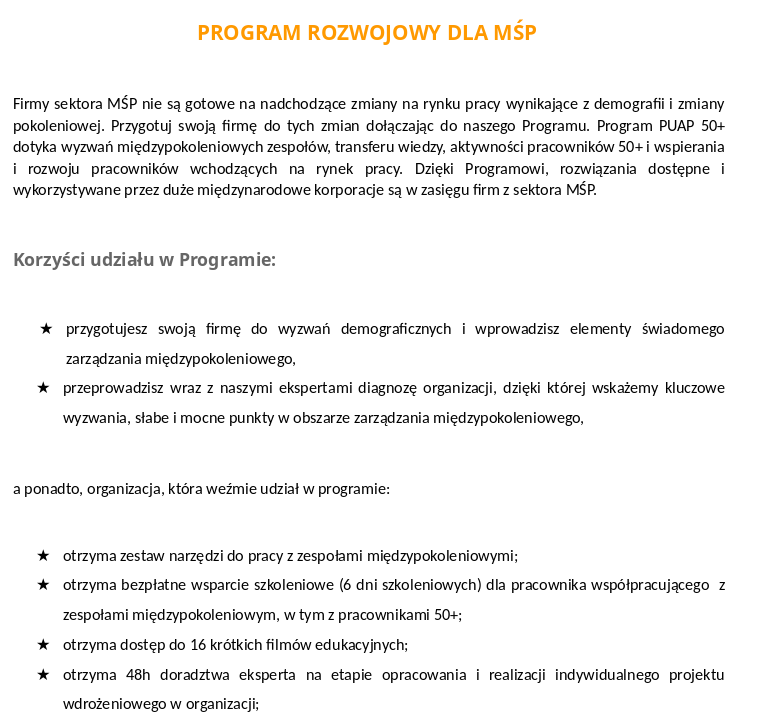 PROGRAM ROZWOJOWY DLA MŚP
Firmy sektora MŚP nie są gotowe na nadchodzące zmiany na rynku pracy wynikające z demografii i zmiany
pokoleniowej. Przygotuj swoją firmę do tych zmian dołączając do naszego Programu. Program PUAP 50+
dotyka wyzwań międzypokoleniowych zespołów, transferu wiedzy, aktywności pracowników 50+ i wspierania
i rozwoju pracowników wchodzących na rynek pracy. Dzięki Programowi, rozwiązania dostępne i
wykorzystywane przez duże międzynarodowe korporacje są w zasięgu firm z sektora MŚP.
Korzyści udziału w Programie:
★ przygotujesz swoją firmę do wyzwań demograficznych i wprowadzisz elementy świadomego
zarządzania międzypokoleniowego,
★ przeprowadzisz wraz z naszymi ekspertami diagnozę organizacji, dzięki której wskażemy kluczowe
wyzwania, słabe i mocne punkty w obszarze zarządzania międzypokoleniowego,
a ponadto, organizacja, która weźmie udział w programie:
★ otrzyma zestaw narzędzi do pracy z zespołami międzypokoleniowymi;
★ otrzyma bezpłatne wsparcie szkoleniowe (6 dni szkoleniowych) dla pracownika współpracującego z
zespołami międzypokoleniowym, w tym z pracownikami 50+;
★ otrzyma dostęp do 16 krótkich filmów edukacyjnych;
★ otrzyma 48h doradztwa eksperta na etapie opracowania i realizacji indywidualnego projektu
wdrożeniowego w organizacji;